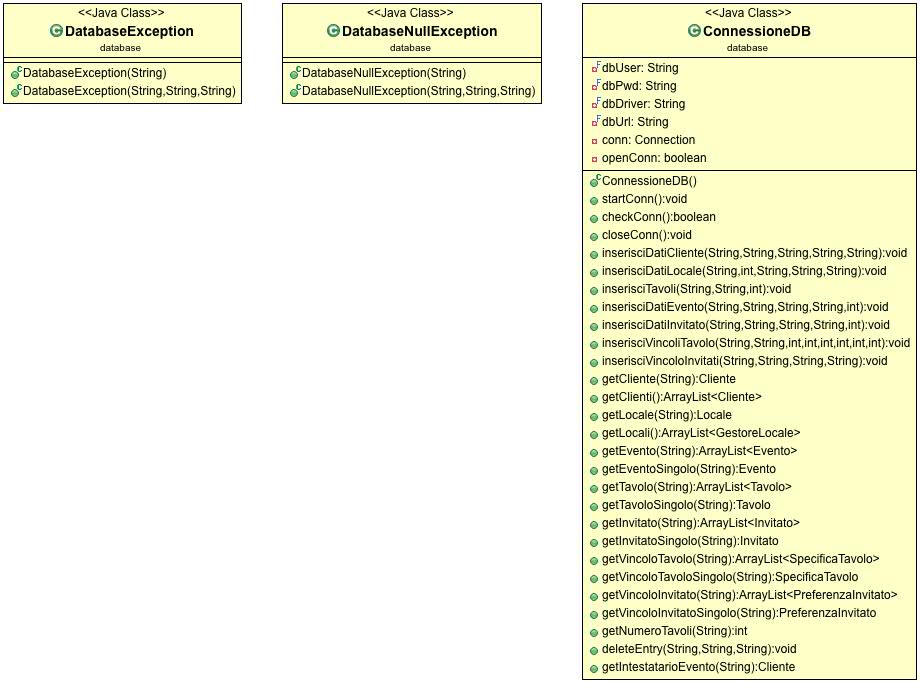 <<Java Class>>
DatabaseException
database
DatabaseException(String)
DatabaseException(String,String,String)
<<Java Class>>
DatabaseNullException
database
DatabaseNullException(String)
DatabaseNullException(String,String,String)
<<Java Class>>
ConnessioneDB
database
dbUser: String
dbPwd: String
dbDriver: String
dbUrl: String
conn: Connection
openConn: boolean
ConnessioneDB()
startConn():void
checkConn():boolean
closeConn():void
inserisciDatiCliente(String,String,String,String,String):void
inserisciDatiLocale(String,int,String,String,String):void
inserisciTavoli(String,String,int):void
inserisciDatiEvento(String,String,String,String,int):void
inserisciDatiInvitato(String,String,String,String,int):void
inserisciVincoliTavolo(String,String,int,int,int,int,int,int):void
inserisciVincoloInvitati(String,String,String,String):void
getCliente(String):Cliente
getClienti():ArrayList<Cliente>
getLocale(String):Locale
getLocali():ArrayList<GestoreLocale>
getEvento(String):ArrayList<Evento>
getEventoSingolo(String):Evento
getTavolo(String):ArrayList<Tavolo>
getTavoloSingolo(String):Tavolo
getInvitato(String):ArrayList<Invitato>
getInvitatoSingolo(String):Invitato
getVincoloTavolo(String):ArrayList<SpecificaTavolo>
getVincoloTavoloSingolo(String):SpecificaTavolo
getVincoloInvitato(String):ArrayList<PreferenzaInvitato>
getVincoloInvitatoSingolo(String):PreferenzaInvitato
getNumeroTavoli(String):int
deleteEntry(String,String,String):void
getIntestatarioEvento(String):Cliente